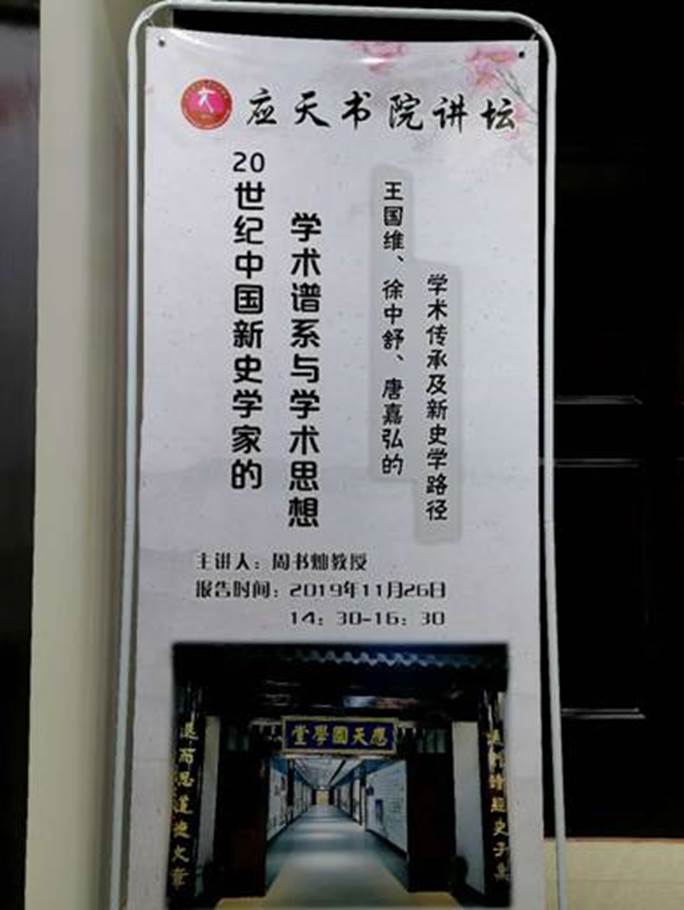 应天书院讲坛
20世纪中国新史学家的
学术谱系与学术思想
王国维、徐中舒、唐嘉弘的
学术传承及新史学路径
主讲人：周书灿教授
报告时间：2019年11月26日
14：30-16：30
應天國學堂